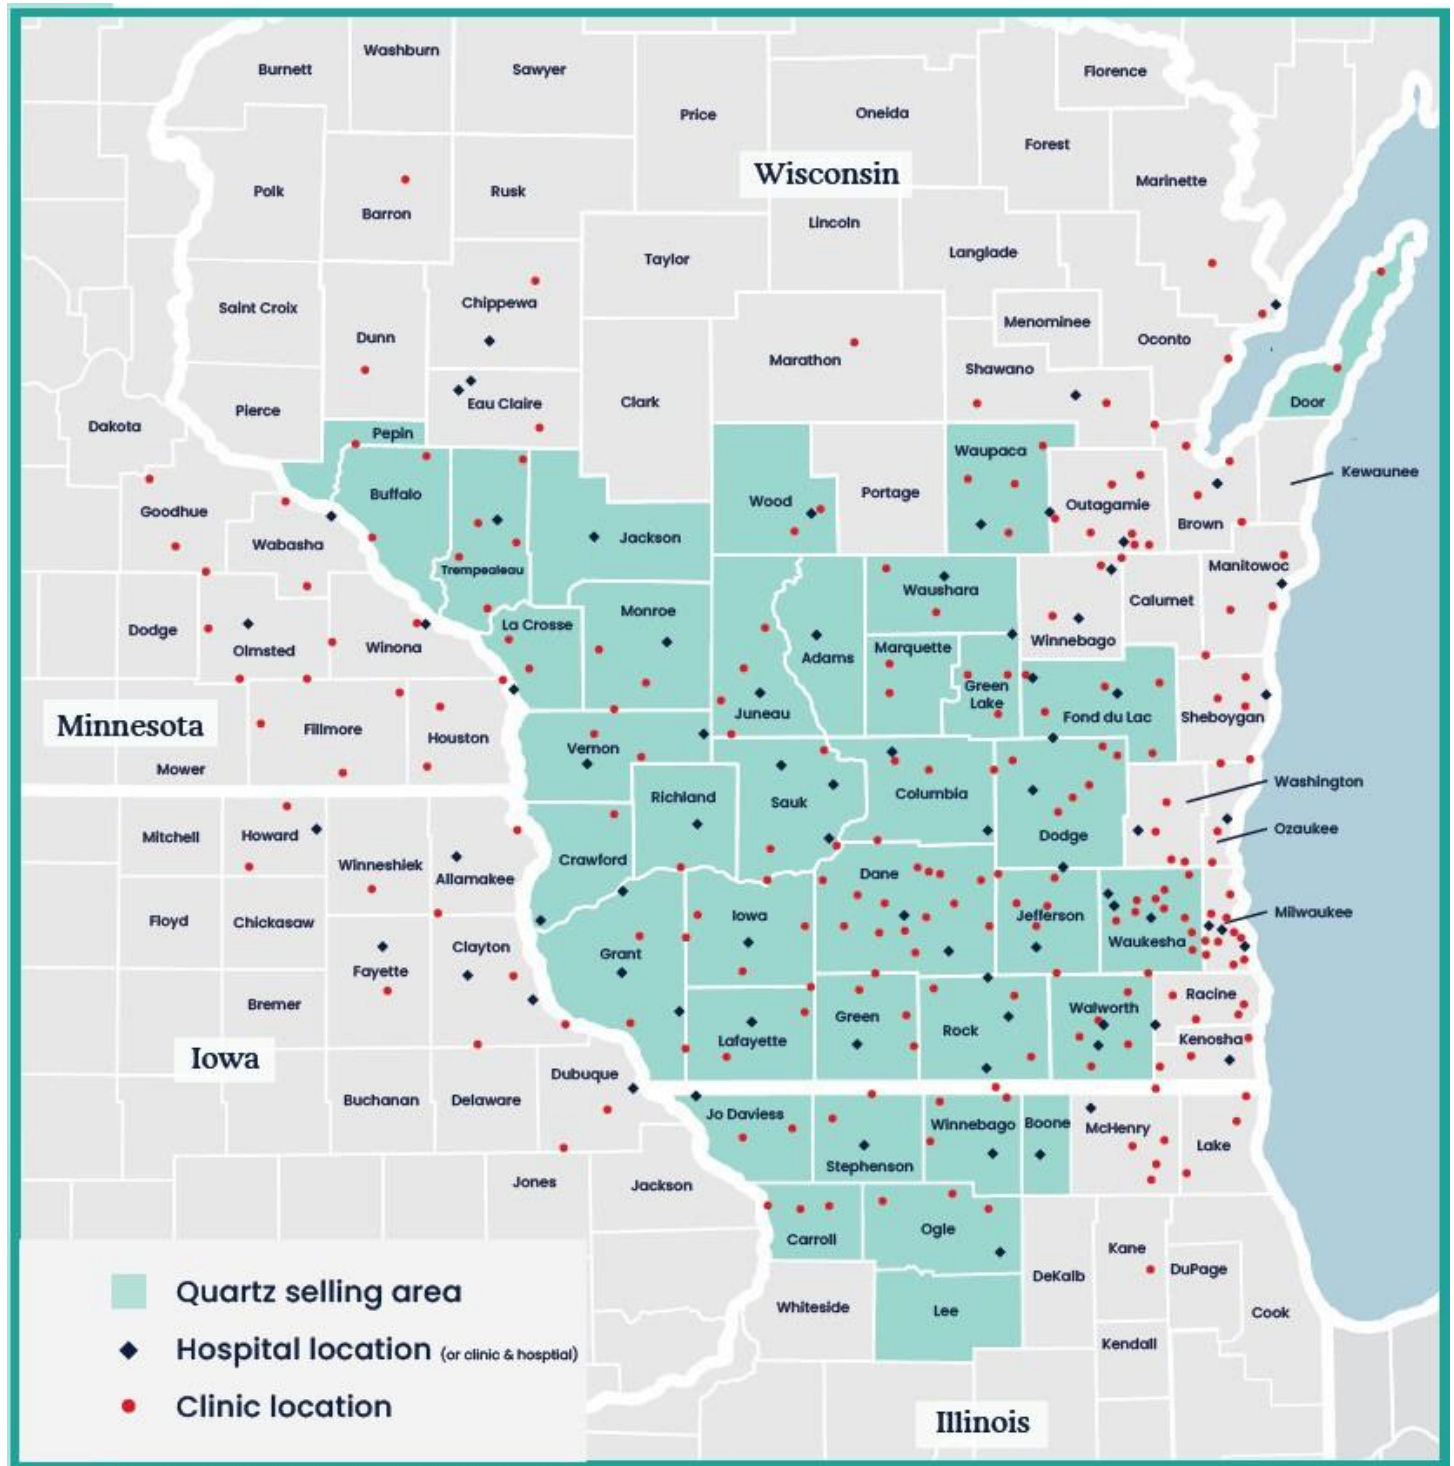 Washburn
Burnett
Sawyer
Florence
Price
Oneida
Forest
Wisconsin
Marinette
Polk
Rusk
Barron
Lincoln
Langlade
Taylor
Chippewa
Saint Croix
Menominee
Dunn
Oconto
Marathon
Shawano
Eau Claire
Clark
Pierce
Door
Dakota
Pepin
Waupaca
Kewaunee
Buffalo
Wood
Portage
Outagamie
Goodhue
Brown
Jackson
Wabasha
Trempealeau
Manitowoc
Waushara
Calumet
Monroe
La Crosse
Dodge
Winnebago
Winona
Marquette
Olmsted
Adams
Green
Lake
Juneau
Fond du Lac
Sheboygan
Minnesota
Fillmore
Houston
Vernon
Mower
Washington
Richland
Columbia
Sauk
Ozaukee
Mitchell
Howard
Dodge
Crawford
Winneshiek
Allamakee
Dane
Milwaukee
Floyd
Chickasaw
Iowa
Jefferson
Waukesha
Clayton
Grant
Fayette
Racine
Bremer
Walworth
Green
Rock
Lafayette
Kenosha
Iowa
Dubuque
Buchanan
Delaware
Jo Daviess
Winnebago
Boone
McHenry
Lake
Stephenson
Jones
Jackson
Ogle
Carroll
Kane
DuPage
DeKalb
Whiteside
Lee
Cook
Kendall
Illinois
Quartz selling area
Hospital location (or clinic & hosptial)
Clinic location